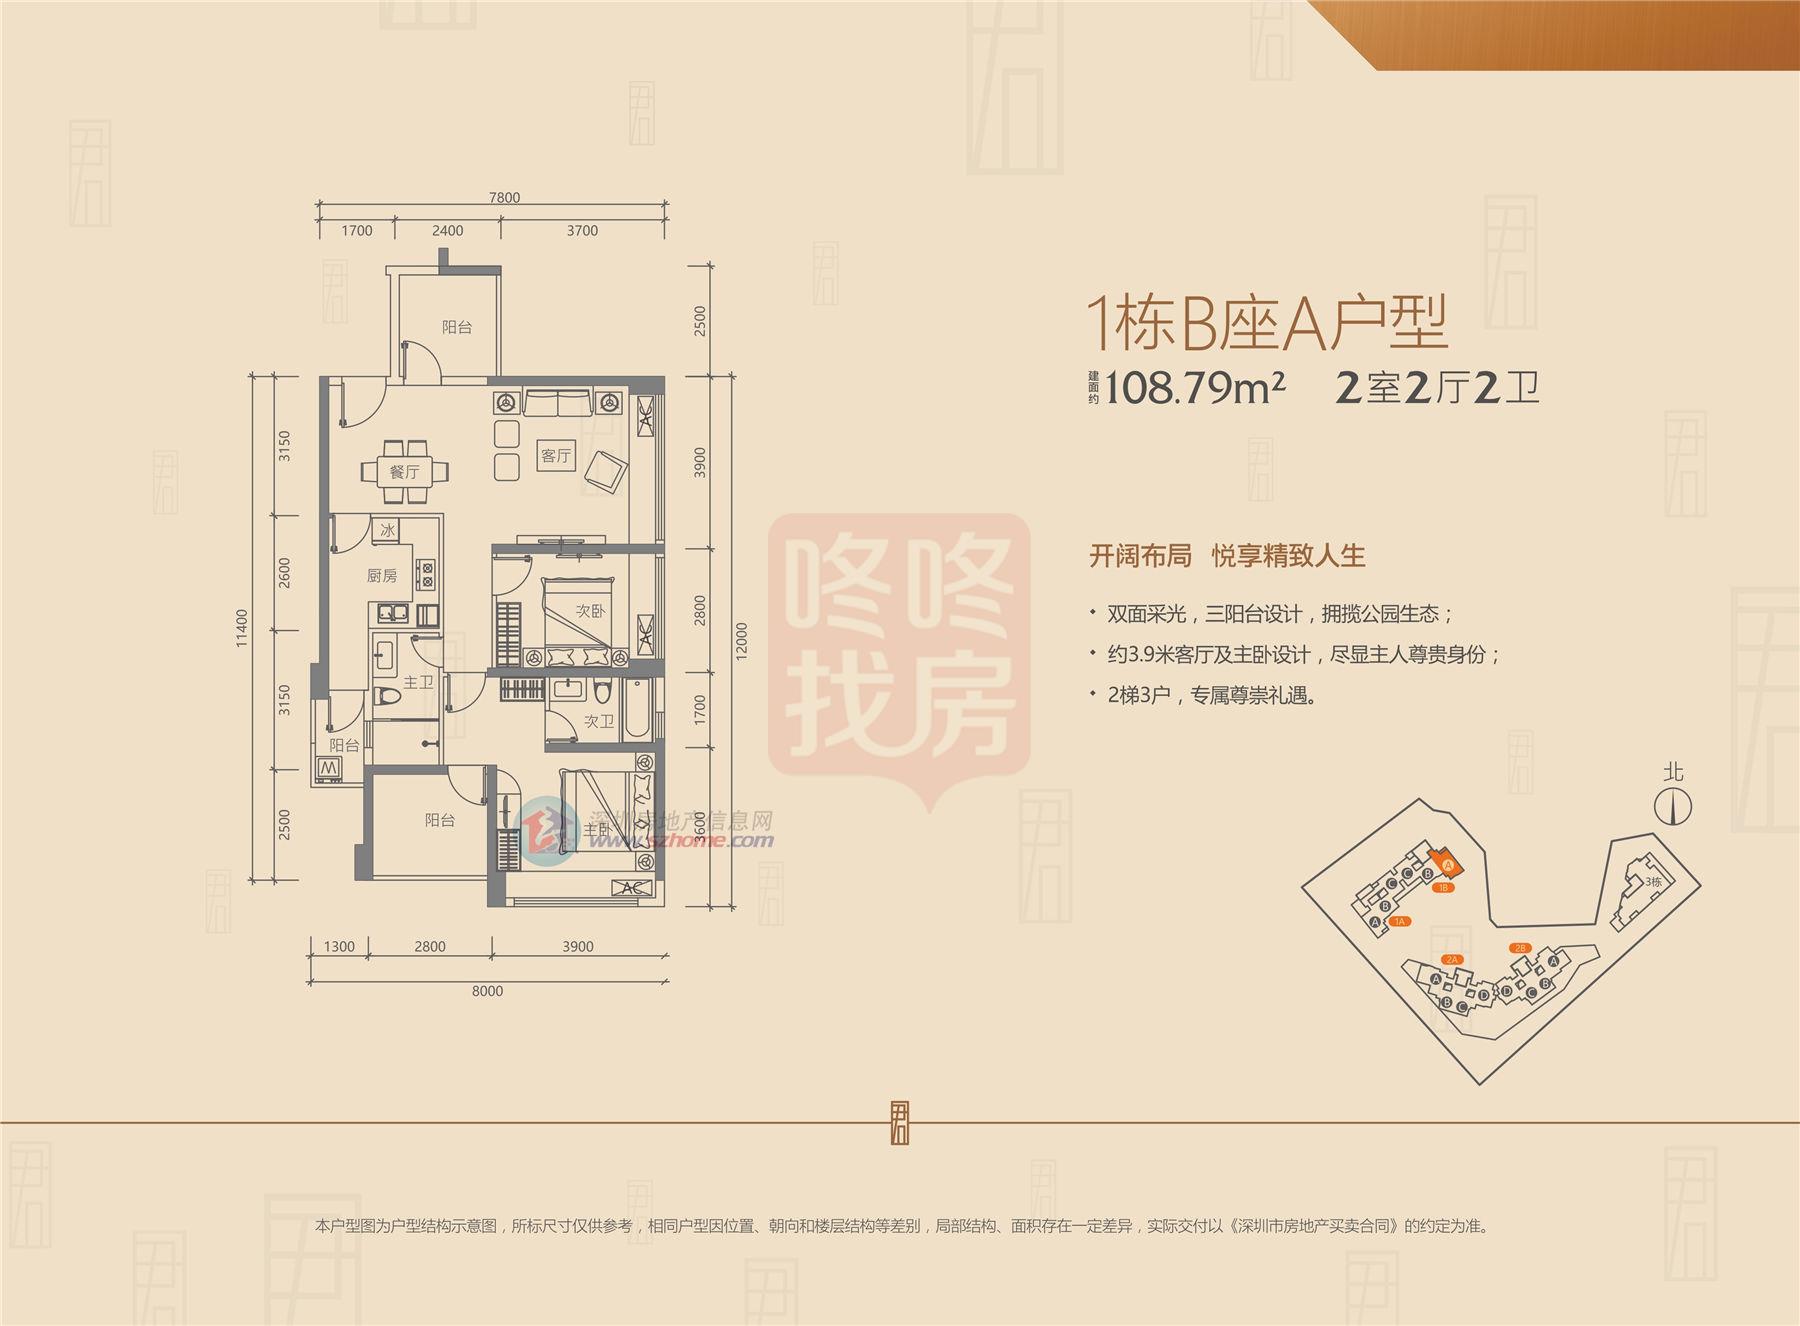 7800
1700 2400 3700
阳台
2500
1栋B座A户型
建面约108.79m² 2室2厅2卫
AC
3150
客厅
餐厅
3900
冰
开阔布局 悦享精致人生
厨房
2600
次卧
双面采光，三阳台设计，拥揽公园生态；
2800
AC
11400
12000
约3.9米客厅及主卧设计，尽显主人尊贵身份；
主卫
2梯3户，专属尊崇礼遇。
3150
次卫
1700
阳台
W
北
阳台
2500
主卧
3600
深圳房地产信息网
www.szhome.com
咚咚找房
AC
1300 2800 3900
8000
A
B
C
C
B
A
1B
1A
3栋
2A
2B
A
B
C
D
D
C
B
A
本户型图为户型结构示意图，所标尺寸仅供参考，相同户型因位置、朝向和楼层结构等差别，局部结构、面积存在一定差异，实际交付以《深圳市房地产买卖合同》的约定为准。